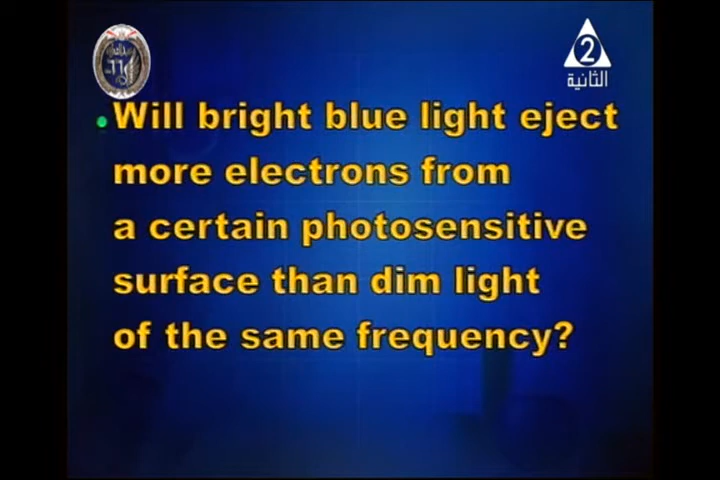 2
الثانية
Will bright blue light eject
more electrons from
a certain photosensitive
surface than dim light
of the same frequency?